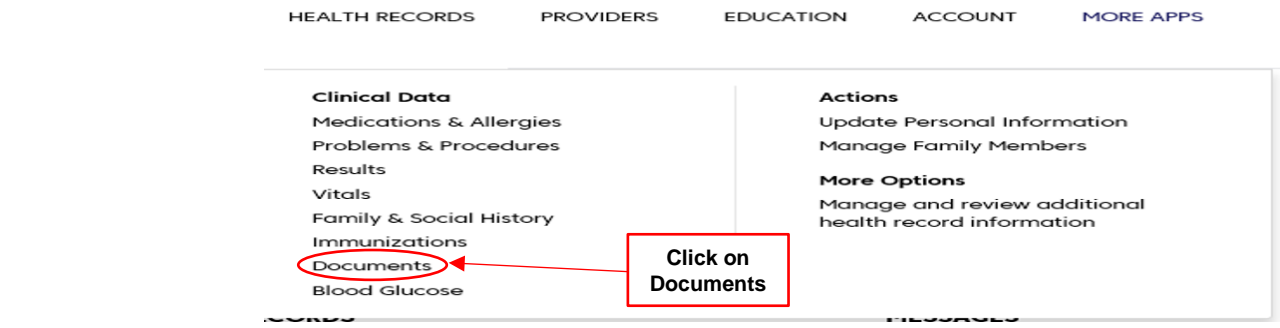 HEALTH RECORDS PROVIDERS EDUCATION ACCOUNT MORE APPS
Clinical Data
Medications & Allergies
Problems & Procedures
Results
Vitals
Family & Social History
Immunizations
Documents
Blood Glucose
Actions
Update Personal Information
Manage Family Members
More Options
Manage and review additional
health record information
Click on
Documents